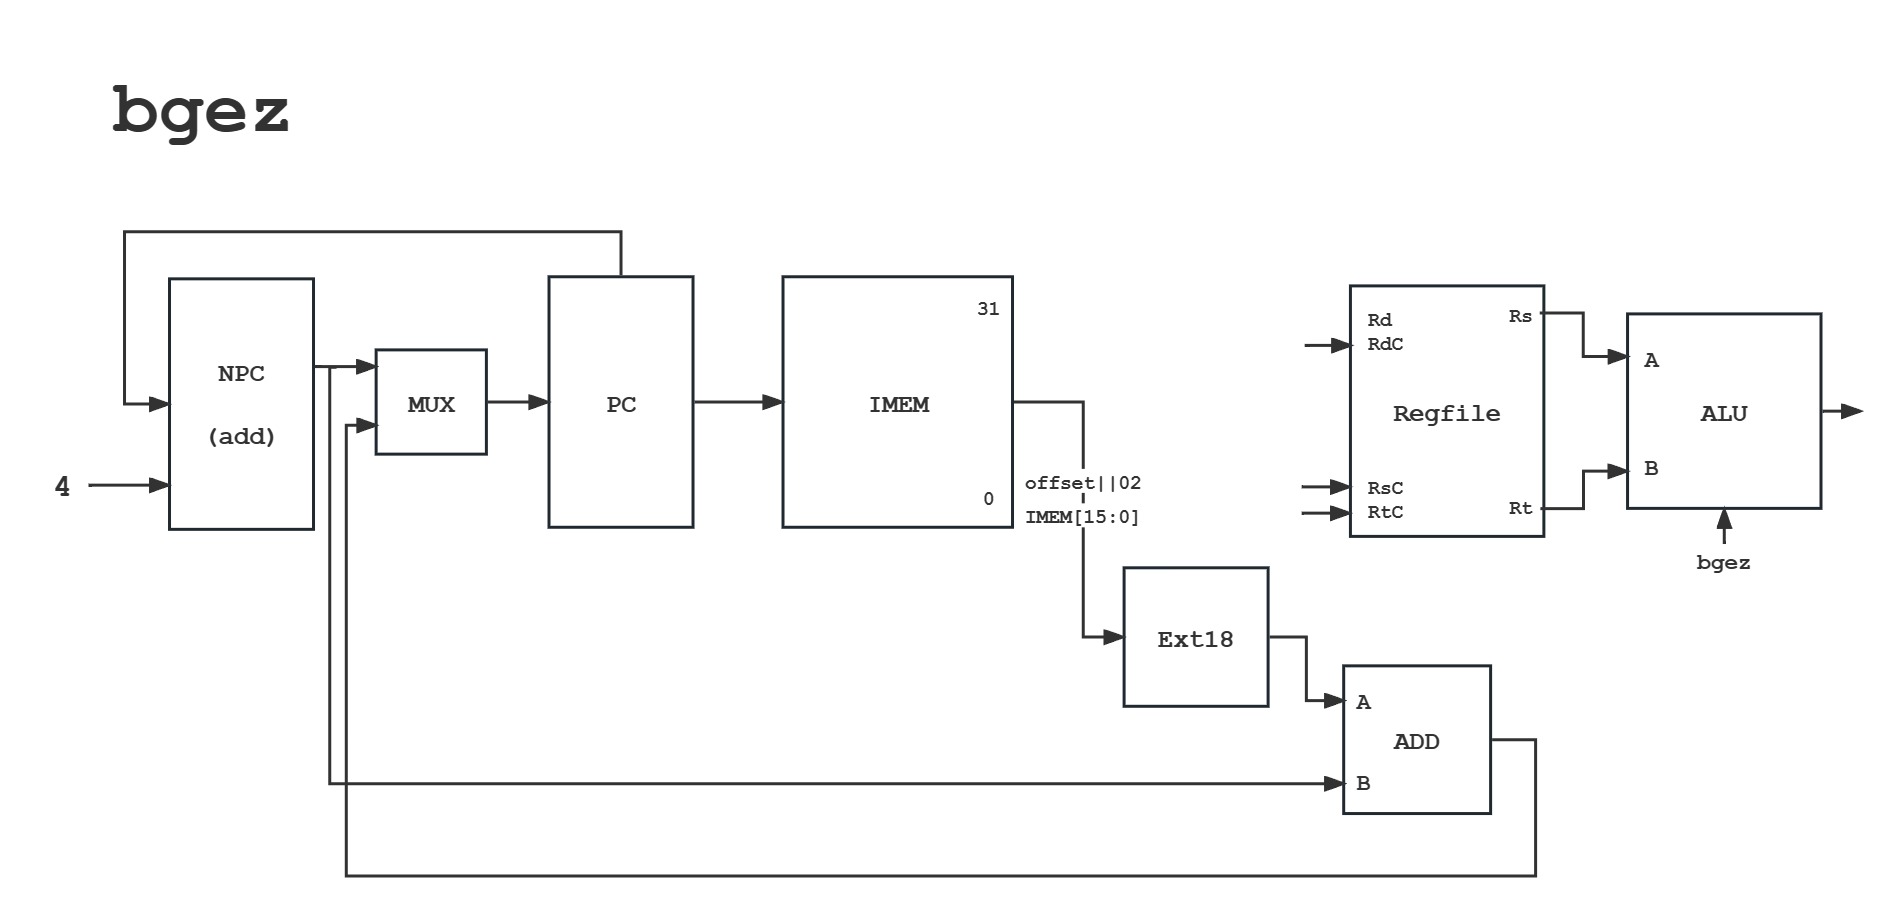 bgez
NPC
(add)
4
MUX
PC
31
IMEM
0
offset||02
IMEM[15:0]
Rd
RdC
Rs
Regfile
RsC
RtC
Rt
A
ALU
B
bgez
Ext18
A
ADD
B